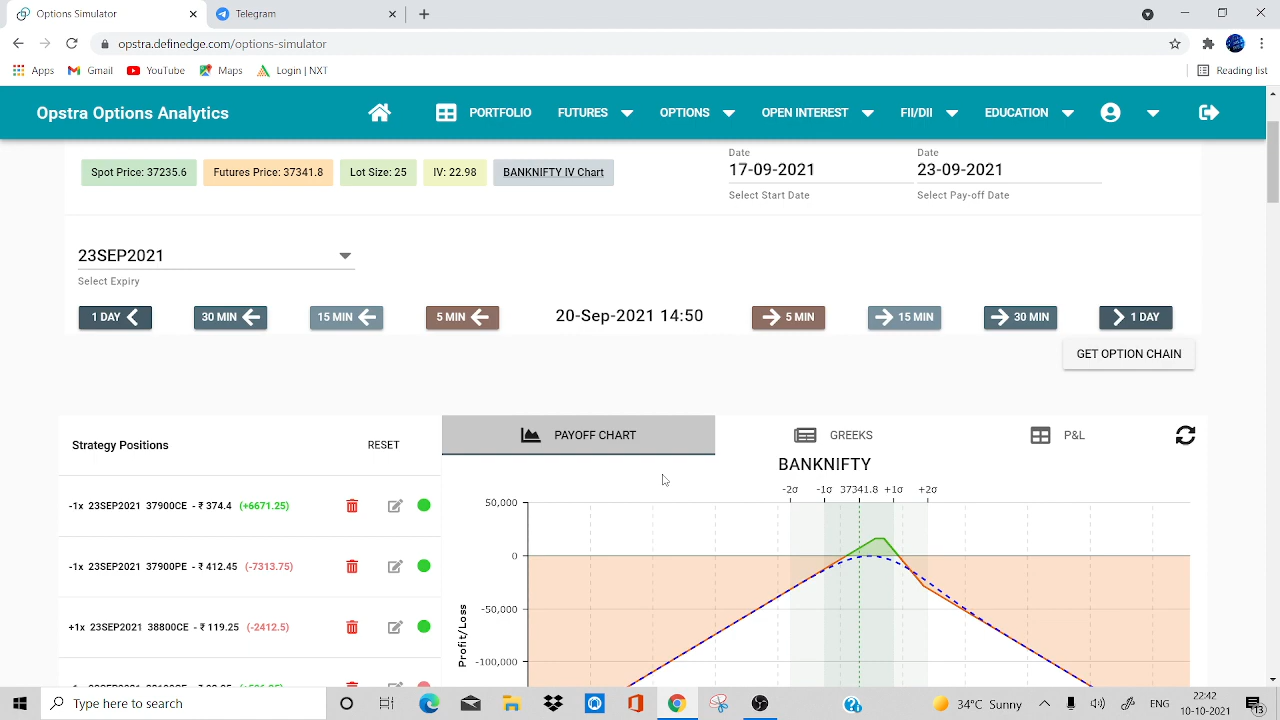 Opstra Options Analytics
Telegram
opstra.definedge.com/options-simulator
Apps
Gmail
YouTube
Maps
Login | NXT
Reading list
Opstra Options Analytics
PORTFOLIO
FUTURES
OPTIONS
OPEN INTEREST
FII/DII
EDUCATION
Spot Price: 37235.6
Futures Price: 37341.8
Lot Size: 25
IV: 22.98
BANKNIFTY IV Chart
Date
17-09-2021
Select Start Date
Date
23-09-2021
Select Pay-off Date
23SEP2021
Select Expiry
1 DAY
30 MIN
15 MIN
5 MIN
20-Sep-2021 14:50
5 MIN
15 MIN
30 MIN
1 DAY
GET OPTION CHAIN
Strategy Positions
RESET
PAYOFF CHART
GREEKS
P&L
BANKNIFTY
-2σ -1σ 37341.8 +1σ +2σ
50,000
0
-50,000
-100,000
Profit/Loss
-1x 23SEP2021 37900CE - ₹ 374.4 (+6671.25)
-1x 23SEP2021 37900PE - ₹ 412.45 (-7313.75)
+1x 23SEP2021 38800CE - ₹ 119.25 (-2412.5)
Type here to search
34°C Sunny
ENG
22:42
10-10-2021
13